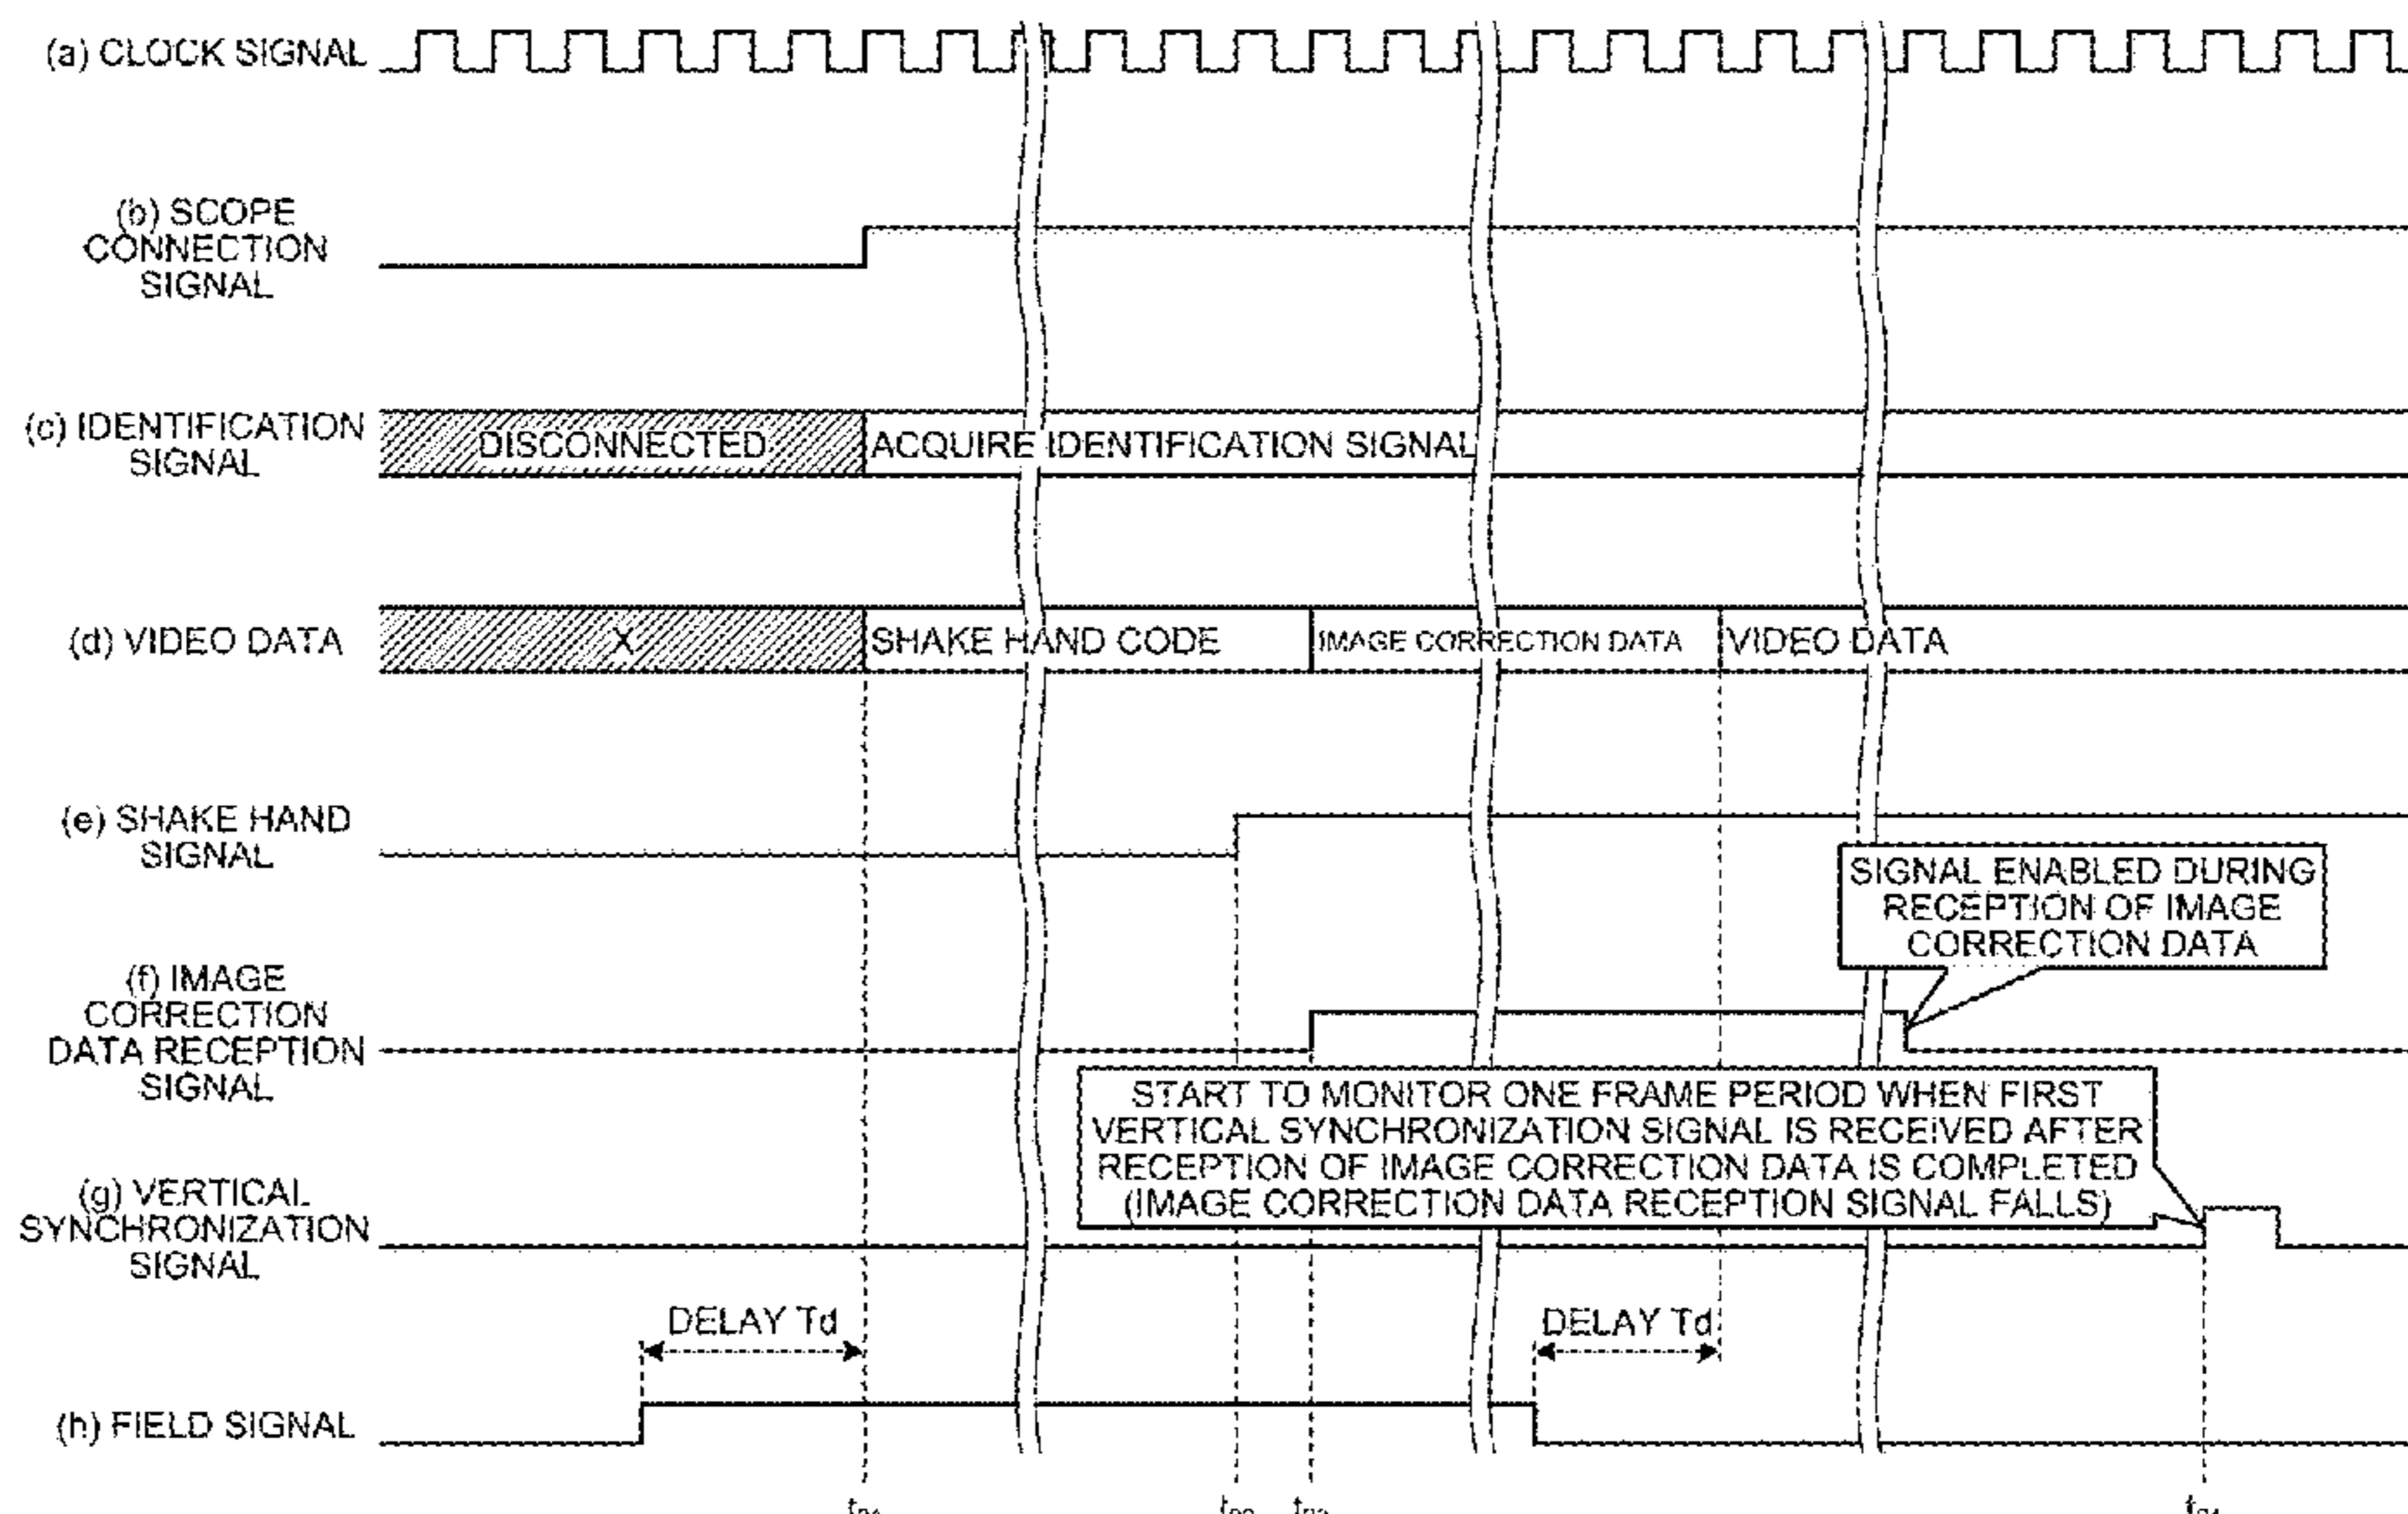 (a) CLOCK SIGNAL
(b) SCOPE
CONNECTION
SIGNAL
(c) IDENTIFICATION
SIGNAL
DISCONNECTED
ACQUIRE IDENTIFICATION SIGNAL
(d) VIDEO DATA
X
SHAKE HAND CODE
IMAGE CORRECTION DATA
VIDEO DATA
(e) SHAKE HAND
SIGNAL
SIGNAL ENABLED DURING
RECEPTION OF IMAGE
CORRECTION DATA
(f) IMAGE
CORRECTION
DATA RECEPTION
SIGNAL
START TO MONITOR ONE FRAME PERIOD WHEN FIRST
VERTICAL SYNCHRONIZATION SIGNAL IS RECEIVED AFTER
RECEPTION OF IMAGE CORRECTION DATA IS COMPLETED
(IMAGE CORRECTION DATA RECEPTION SIGNAL FALLS)
(g) VERTICAL
SYNCHRONIZATION
SIGNAL
DELAY Td
DELAY Td
(h) FIELD SIGNAL